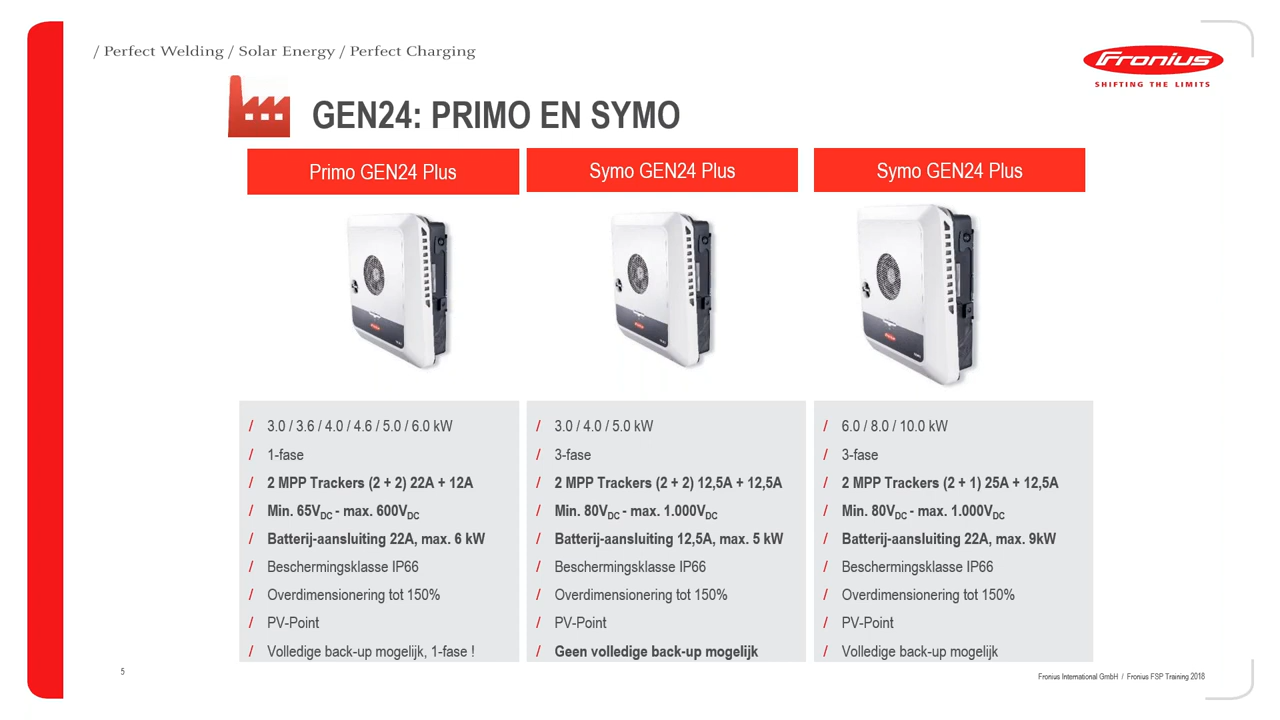 / Perfect Welding / Solar Energy / Perfect Charging
Fronius
SHIFTING THE LIMITS
GEN24: PRIMO EN SYMO
Primo GEN24 Plus
/ 3.0 / 3.6 / 4.0 / 4.6 / 5.0 / 6.0 kW
/ 1-fase
/ 2 MPP Trackers (2 + 2) 22A + 12A
/ Min. 65VDC - max. 600VDC
/ Batterij-aansluiting 22A, max. 6 kW
/ Beschermingsklasse IP66
/ Overdimensionering tot 150%
/ PV-Point
/ Volledige back-up mogelijk, 1-fase !
Symo GEN24 Plus
/ 3.0 / 4.0 / 5.0 kW
/ 3-fase
/ 2 MPP Trackers (2 + 2) 12,5A + 12,5A
/ Min. 80VDC - max. 1.000VDC
/ Batterij-aansluiting 12,5A, max. 5 kW
/ Beschermingsklasse IP66
/ Overdimensionering tot 150%
/ PV-Point
/ Geen volledige back-up mogelijk
Symo GEN24 Plus
/ 6.0 / 8.0 / 10.0 kW
/ 3-fase
/ 2 MPP Trackers (2 + 1) 25A + 12,5A
/ Min. 80VDC - max. 1.000VDC
/ Batterij-aansluiting 22A, max. 9kW
/ Beschermingsklasse IP66
/ Overdimensionering tot 150%
/ PV-Point
/ Volledige back-up mogelijk
5
Fronius International GmbH / Fronius FSP Training 2018